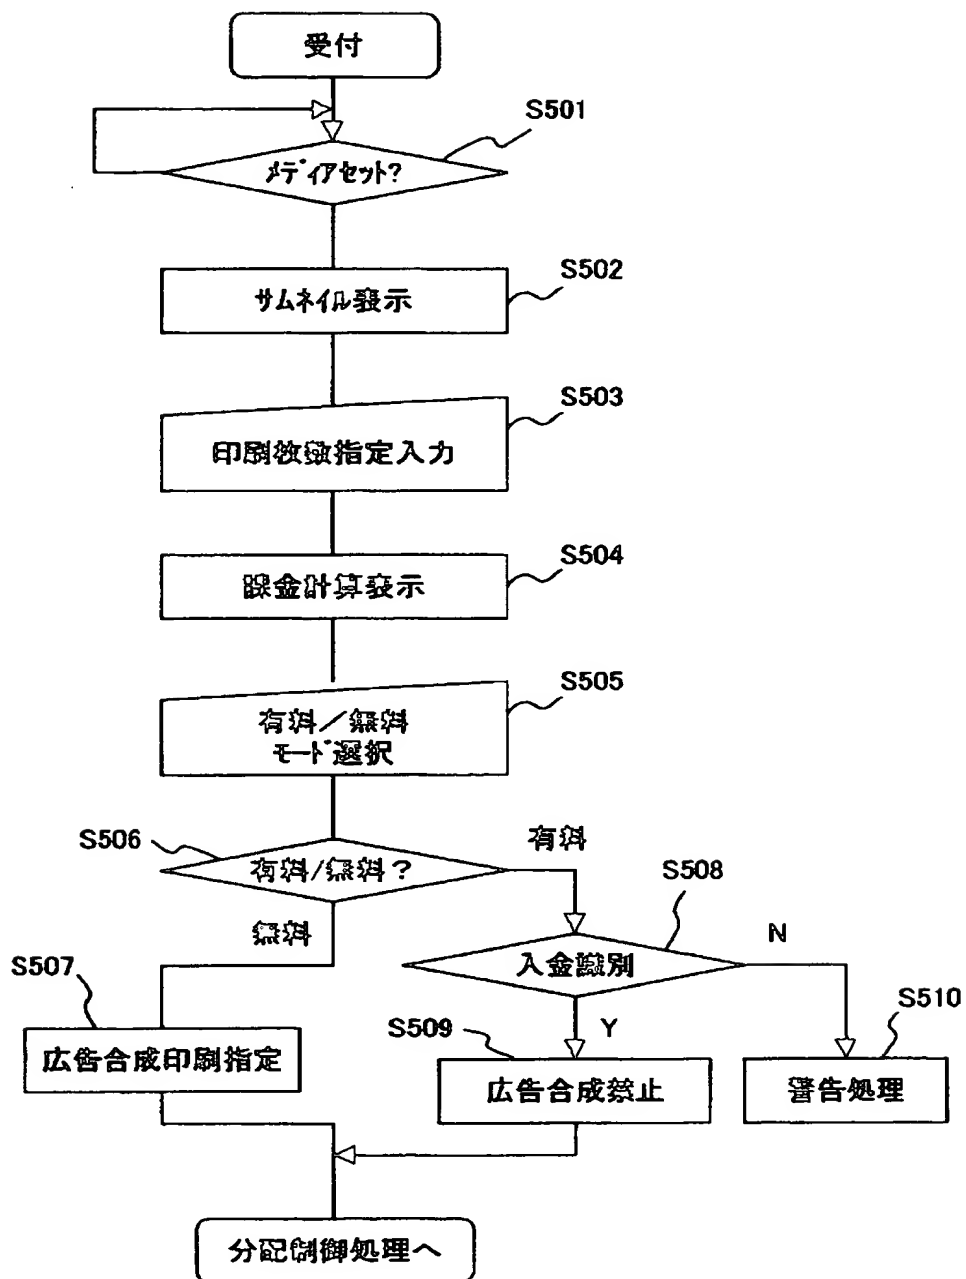 受付
S501
メディアセット?
S502
サムネイル表示
S503
印刷枚数指定入力
S504
課金計算表示
S505
有料/無料
モード選択
S506
有料
有料/無料?
S508
無料
N
入金識別
S507
S510
S509
Y
広告合成印刷指定
広告合成禁止
警告処理
分配制御処理へ